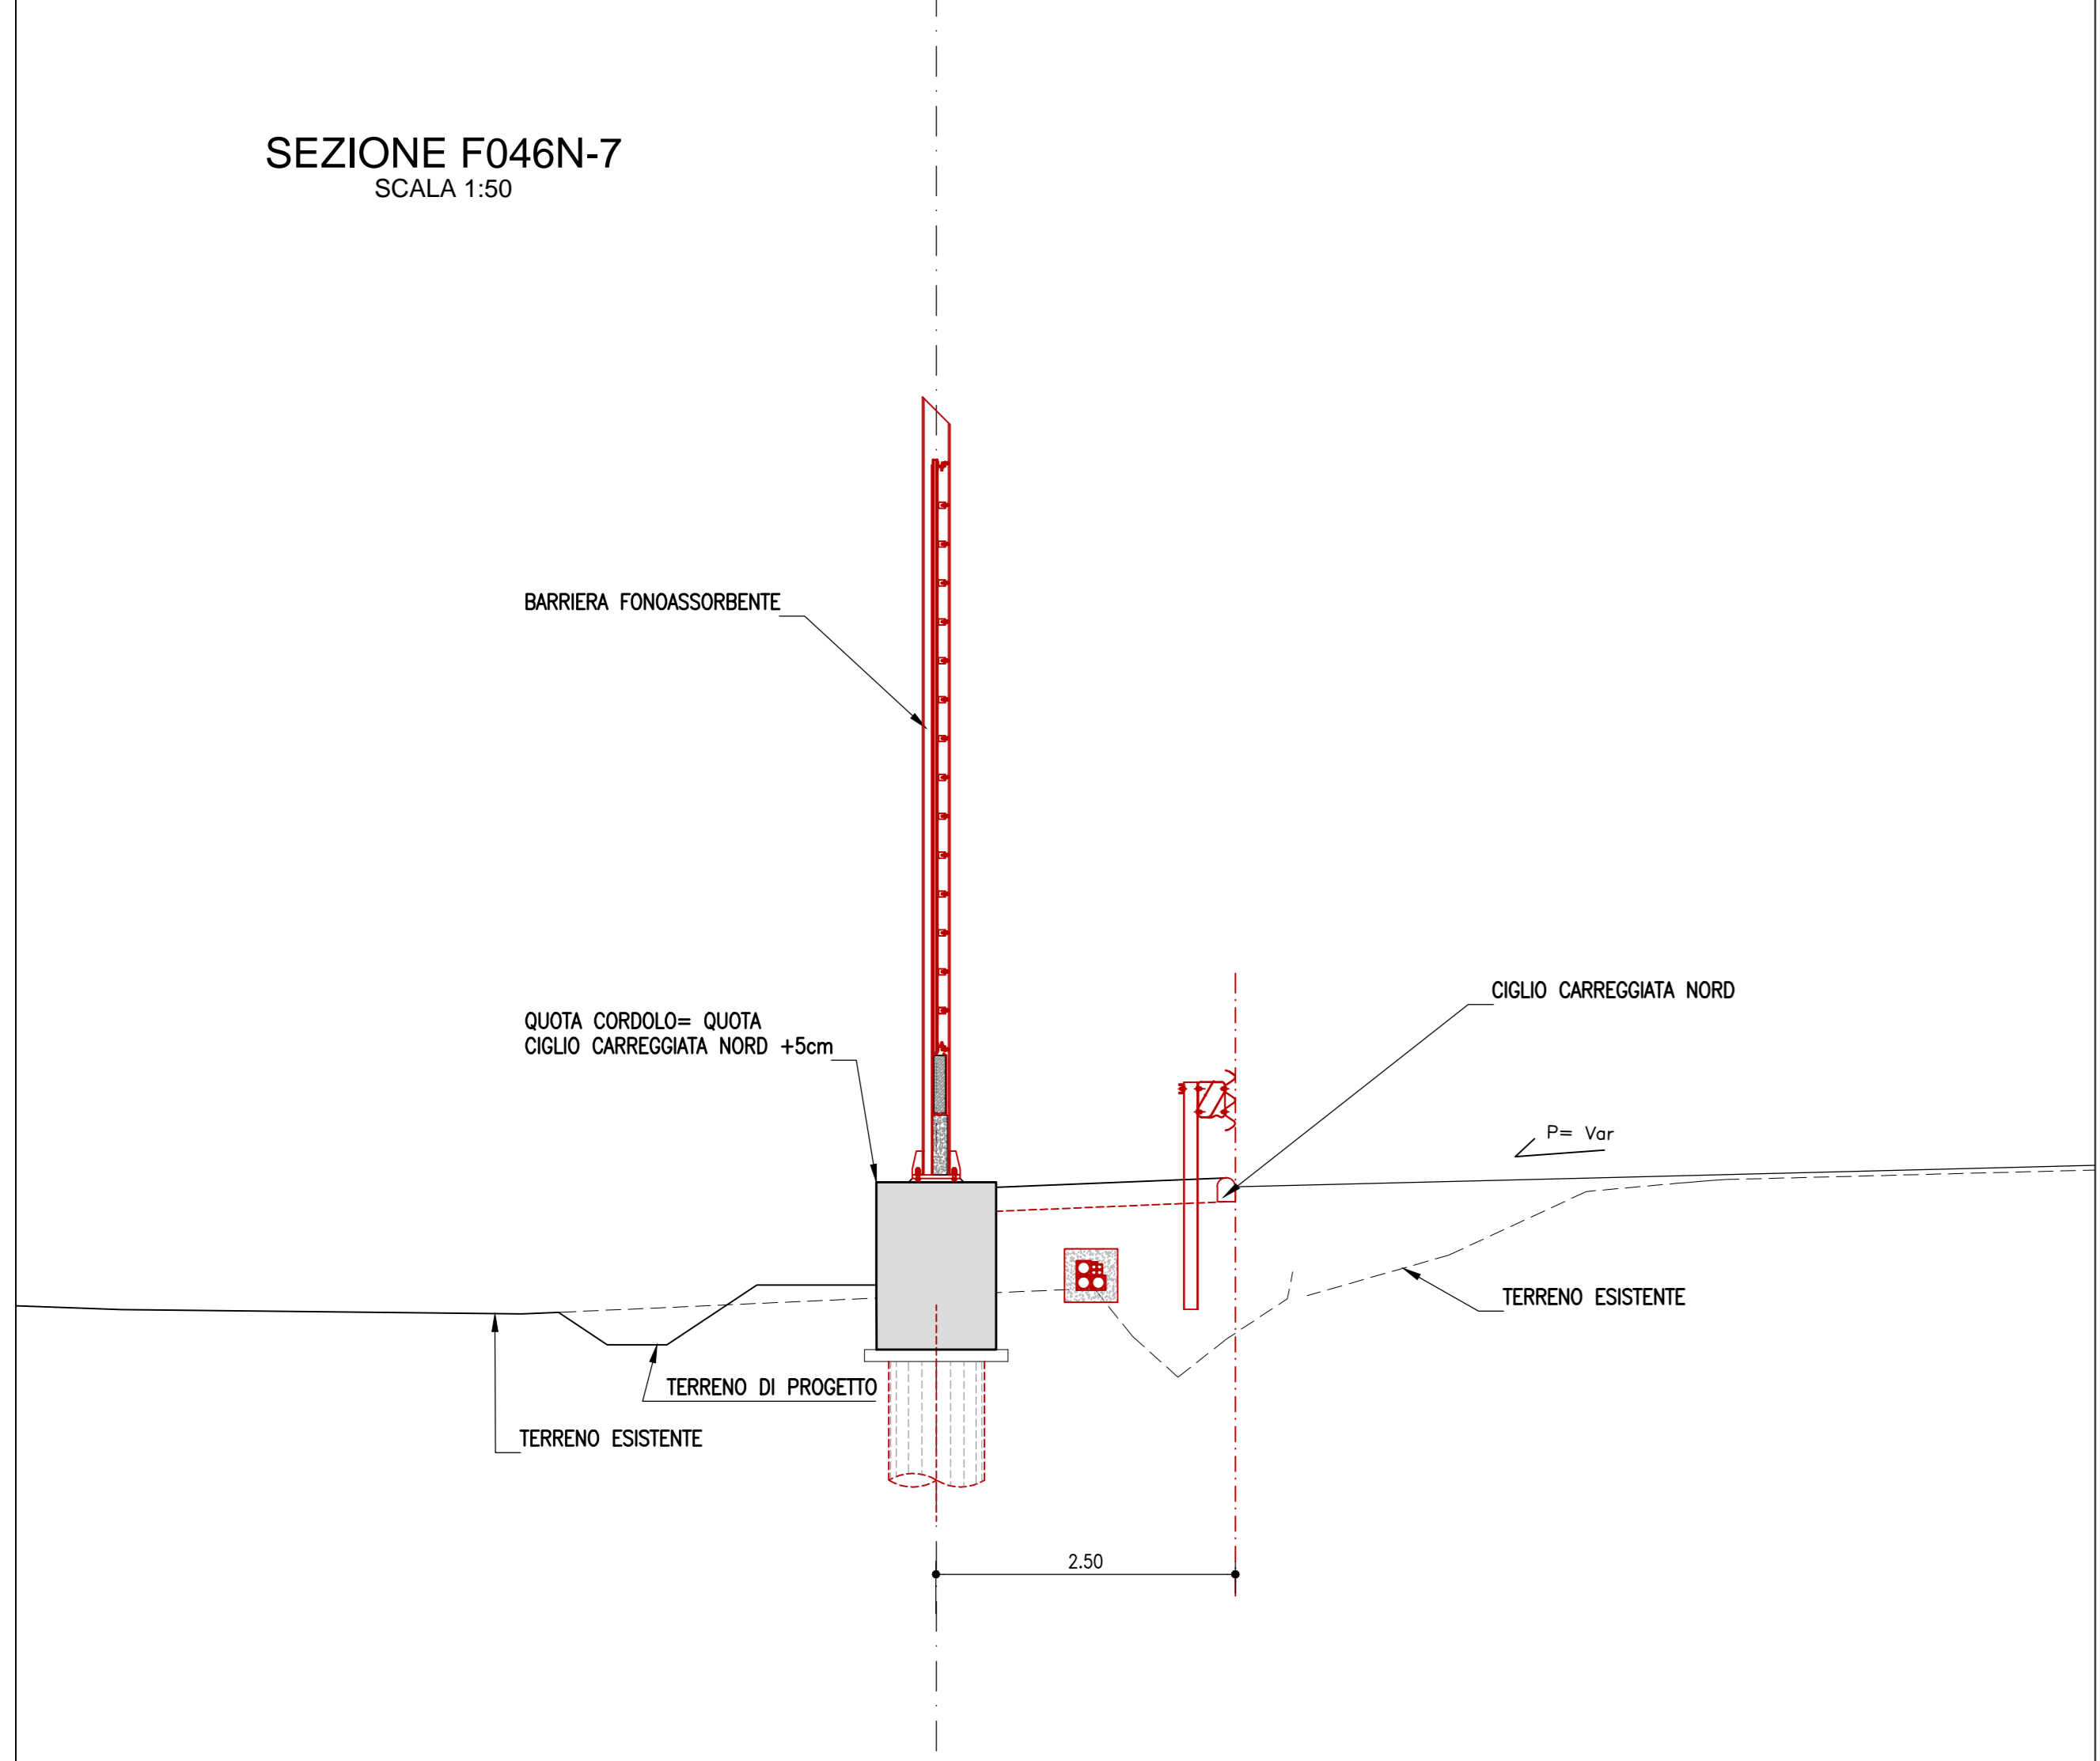 SEZIONE F046N-7
SCALA 1:50
BARRIERA FONOASSORBENTE
CIGLIO CARREGGIATA NORD
QUOTA CORDOLO= QUOTA
CIGLIO CARREGGIATA NORD +5cm
P= Var
TERRENO ESISTENTE
TERRENO DI PROGETTO
TERRENO ESISTENTE
2.50